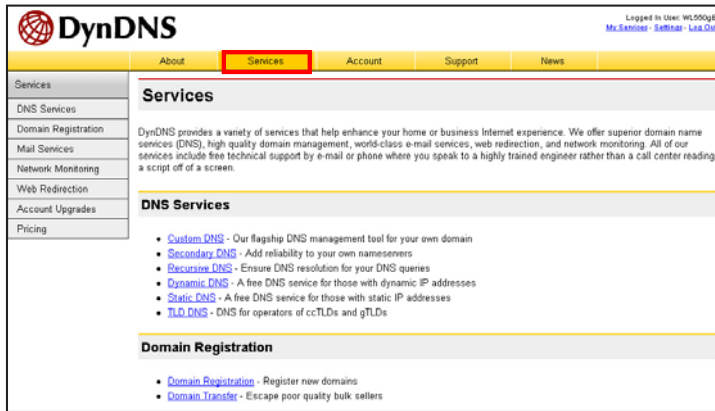 DynDNS
Logged In User: WL550gE
My Services - Settings - Log Out
About Services Account Support News
Services
DNS Services
Domain Registration
Mail Services
Network Monitoring
Web Redirection
Account Upgrades
Pricing
Services
DynDNS provides a variety of services that help enhance your home or business Internet experience. We offer superior domain name
services (DNS), high quality domain management, world-class e-mail services, web redirection, and network monitoring. All of our
services include free technical support by e-mail or phone where you speak to a highly trained engineer rather than a call center reading
a script off of a screen.
DNS Services
• Custom DNS - Our flagship DNS management tool for your own domain
• Secondary DNS - Add reliability to your own nameservers
• Recursive DNS - Ensure DNS resolution for your DNS queries
• Dynamic DNS - A free DNS service for those with dynamic IP addresses
• Static DNS - A free DNS service for those with static IP addresses
• TLD DNS - DNS for operators of ccTLDs and gTLDs
Domain Registration
• Domain Registration - Register new domains
• Domain Transfer - Escape poor quality bulk sellers